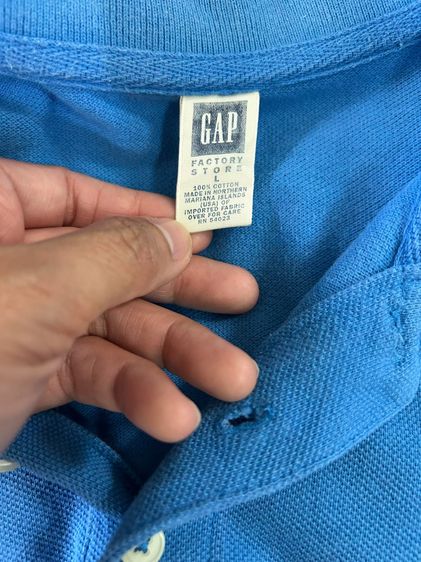 GAP
FACTORY
STORE
L
100% COTTON
MADE IN NORTHERN
MARIANA ISLANDS
(USA) OF
IMPORTED FABRIC
OVER FOR CARE
RN 54023